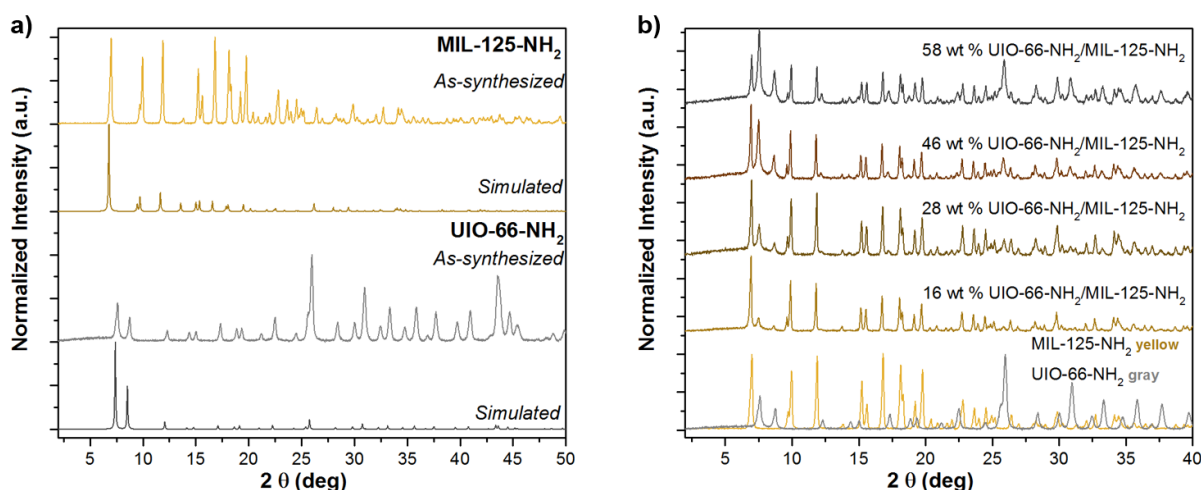 a)
Normalized Intensity (a.u.)
MIL-125-NH2
As-synthesized
Simulated
UIO-66-NH2
As-synthesized
Simulated
5 10 15 20 25 30 35 40 45 50
2 θ (deg)
b)
Normalized Intensity (a.u.)
58 wt % UIO-66-NH2/MIL-125-NH2
46 wt % UIO-66-NH2/MIL-125-NH2
28 wt % UIO-66-NH2/MIL-125-NH2
16 wt % UIO-66-NH2/MIL-125-NH2
MIL-125-NH2 yellow
UIO-66-NH2 gray
5 10 15 20 25 30 35 40
2 θ (deg)